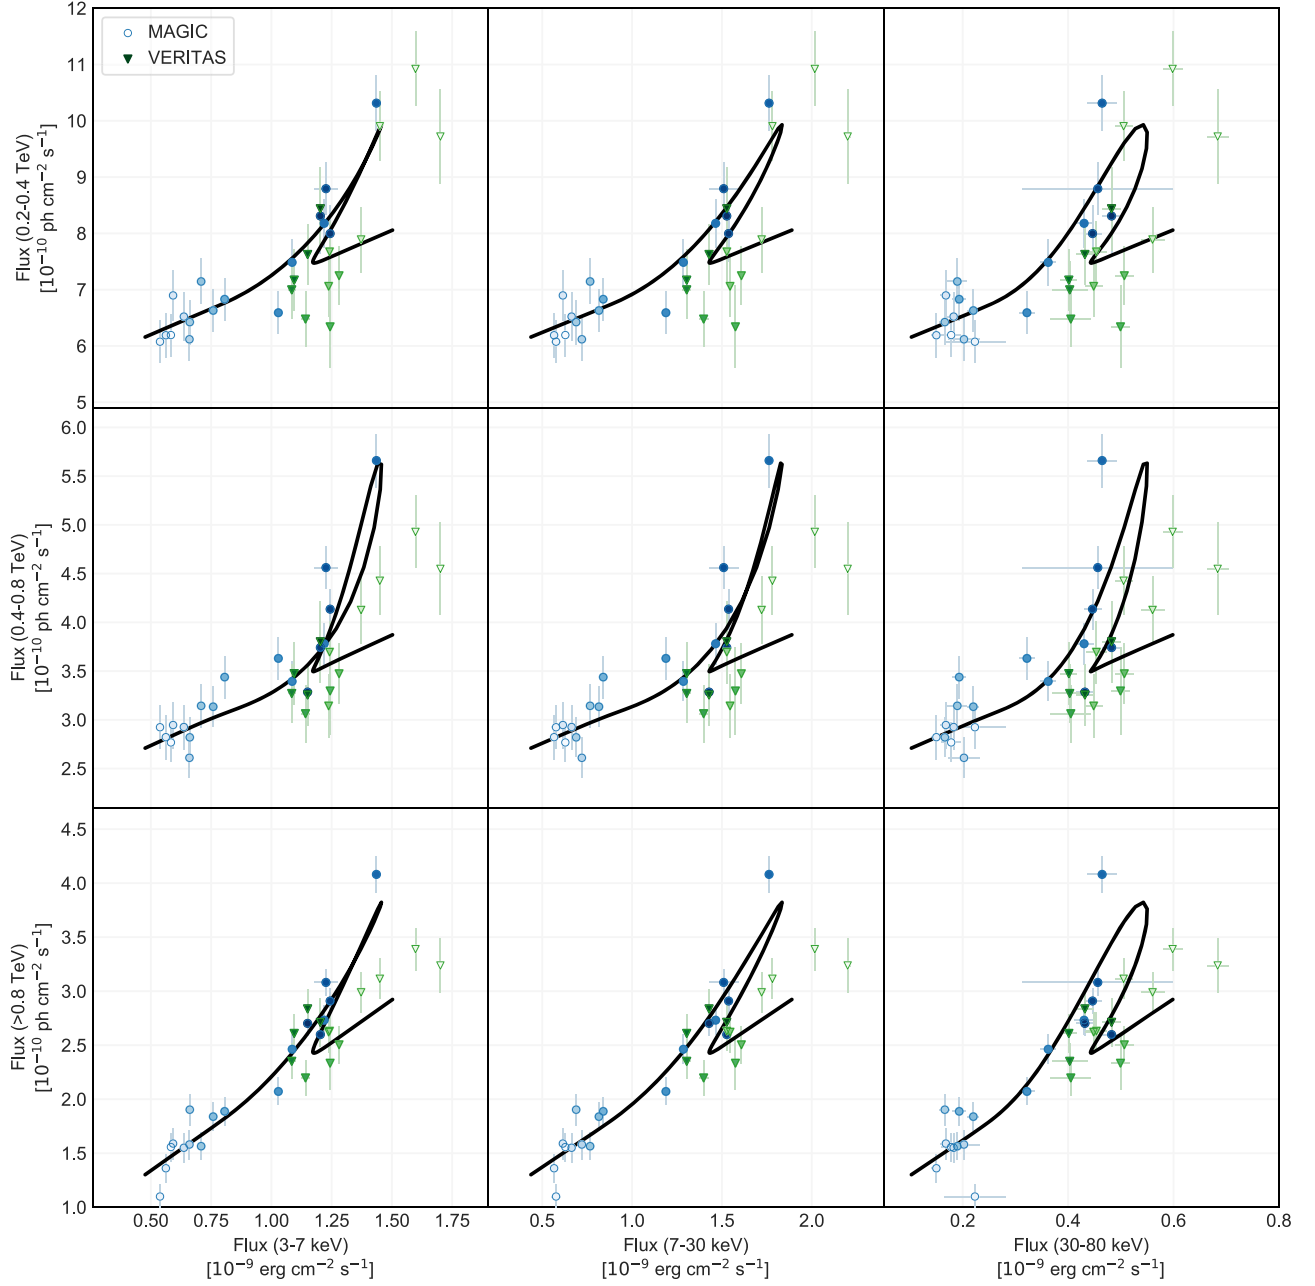 MAGIC
VERITAS
12
11
10
9
8
7
6
5
Flux (0.2-0.4 TeV)
[10⁻¹⁰ ph cm⁻² s⁻¹]
6.0
5.5
5.0
4.5
4.0
3.5
3.0
2.5
Flux (0.4-0.8 TeV)
[10⁻¹⁰ ph cm⁻² s⁻¹]
4.5
4.0
3.5
3.0
2.5
2.0
1.5
1.0
Flux (>0.8 TeV)
[10⁻¹⁰ ph cm⁻² s⁻¹]
0.50 0.75 1.00 1.25 1.50 1.75
Flux (3-7 keV)
[10⁻⁹ erg cm⁻² s⁻¹]
0.5 1.0 1.5 2.0
Flux (7-30 keV)
[10⁻⁹ erg cm⁻² s⁻¹]
0.2 0.4 0.6 0.8
Flux (30-80 keV)
[10⁻⁹ erg cm⁻² s⁻¹]